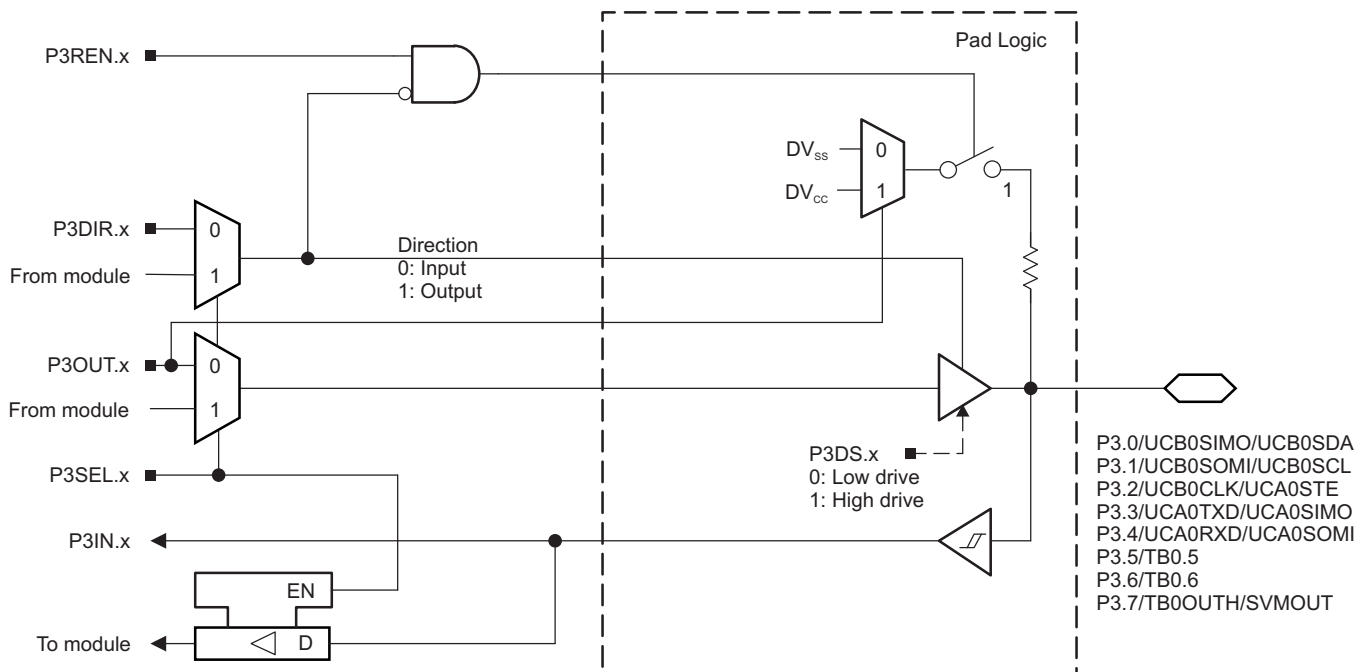 Pad Logic
P3REN.x
DVSS
0
DVCC
1
1
P3DIR.x
0
From module
1
Direction
0: Input
1: Output
P3OUT.x
0
From module
1
P3SEL.x
P3DS.x
0: Low drive
1: High drive
P3IN.x
EN
To module
D
P3.0/UCB0SIMO/UCB0SDA
P3.1/UCB0SOMI/UCB0SCL
P3.2/UCB0CLK/UCA0STE
P3.3/UCA0TXD/UCA0SIMO
P3.4/UCA0RXD/UCA0SOMI
P3.5/TB0.5
P3.6/TB0.6
P3.7/TB0OUTH/SVMOUT